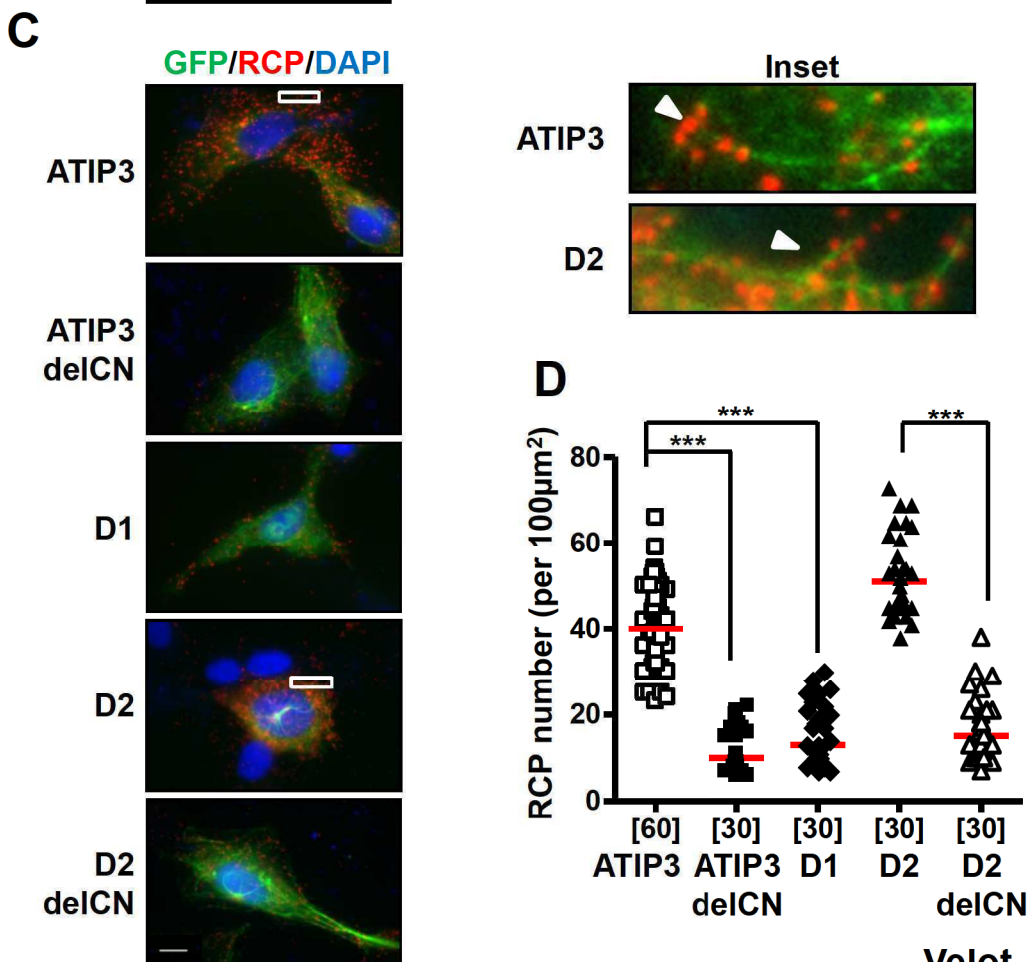 C
GFP/RCP/DAPI
ATIP3
ATIP3
delCN
D1
D2
D2
delCN
Inset
ATIP3
D2
D
RCP number (per 100µm²)
80
60
40
20
0
***
***
***
[60] [30] [30] [30] [30]
ATIP3 ATIP3 D1 D2 D2
delCN delCN
Velot